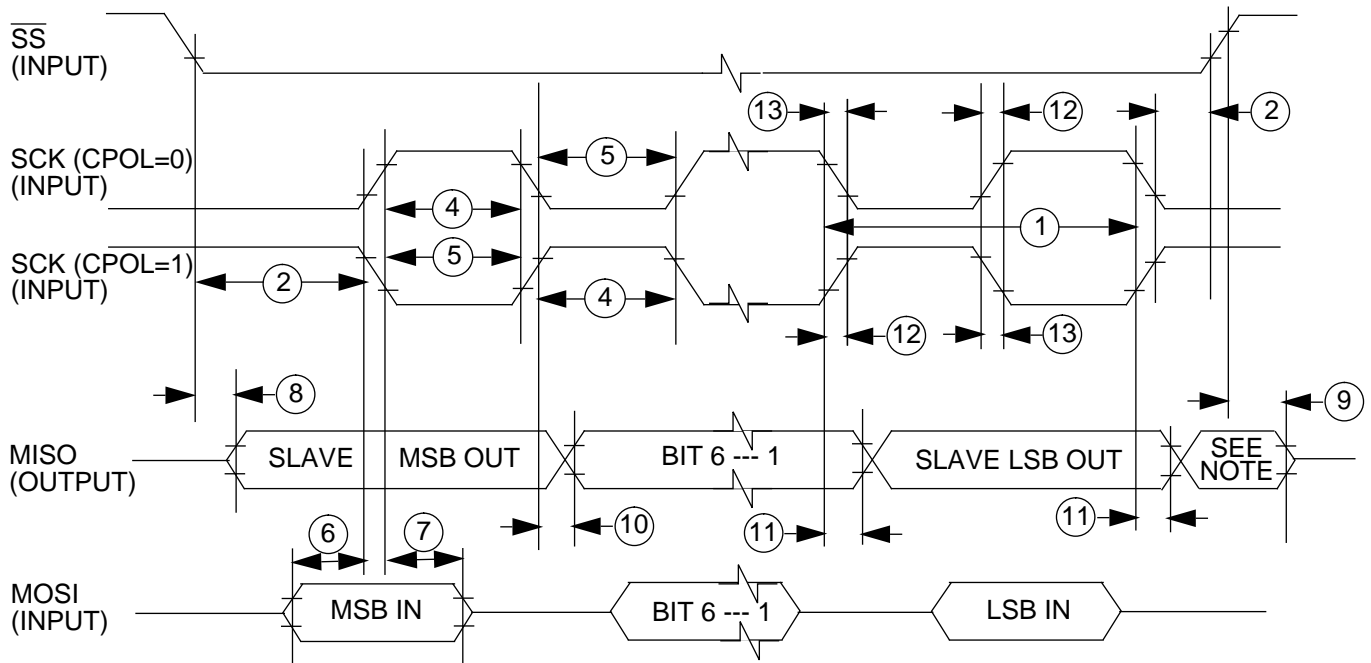 SS
(INPUT)
13
12
2
SCK (CPOL=0)
(INPUT)
5
4
1
SCK (CPOL=1)
(INPUT)
5
2
4
12
13
8
9
MISO
(OUTPUT)
SLAVE
MSB OUT
BIT 6 --- 1
SLAVE LSB OUT
SEE
NOTE
6
7
10
11
11
MOSI
(INPUT)
MSB IN
BIT 6 --- 1
LSB IN